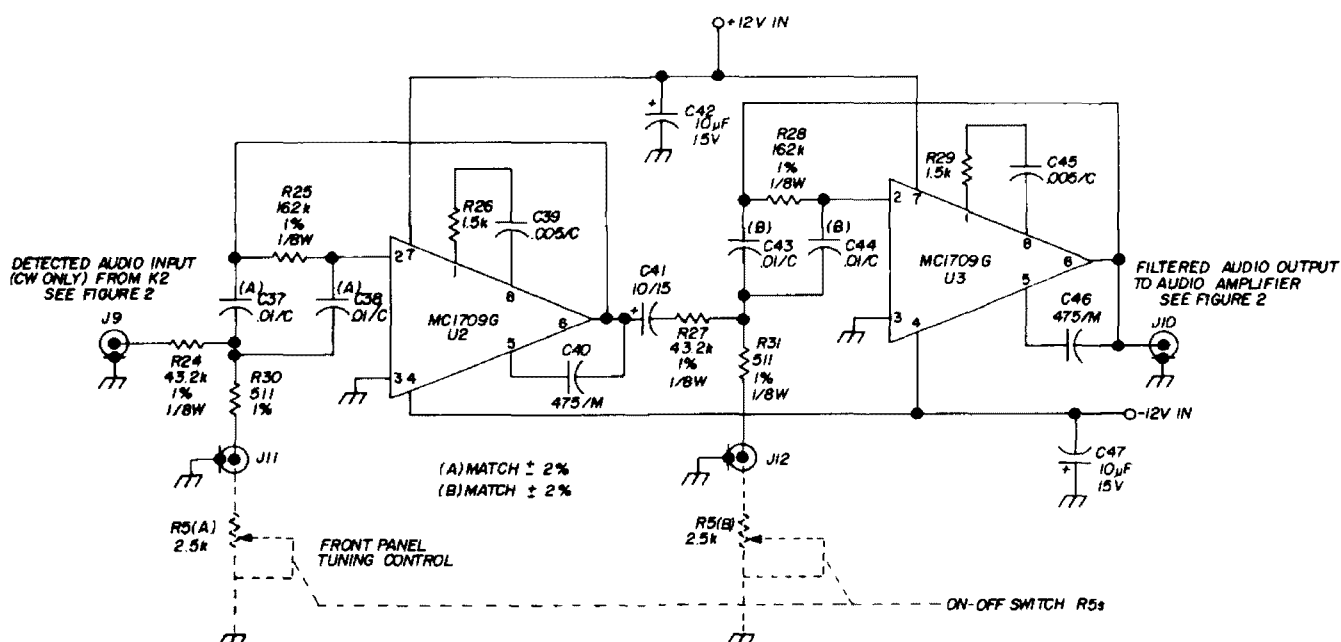 +12V IN
C42
10µF
15V
+
R25
162k
1%
1/8W
R26
1.5k
C39
.005/C
R28
162k
1%
1/8W
R29
1.5k
C45
.005/C
DETECTED AUDIO INPUT
(CW ONLY) FROM K2
SEE FIGURE 2
J9
(A)
C37
.01/C
(A)
C38
.01/C
2
7
8
MC1709G
U2
6
5
3
4
C41
10/15
+
(B)
C43
.01/C
(B)
C44
.01/C
2
7
8
MC1709G
U3
6
5
3
4
FILTERED AUDIO OUTPUT
TO AUDIO AMPLIFIER
SEE FIGURE 2
J10
R24
43.2k
1%
1/8W
R30
511
1%
C40
475/M
R27
43.2k
1%
1/8W
R31
511
1%
1/8W
C46
475/M
-12V IN
J11
(A) MATCH ± 2%
(B) MATCH ± 2%
J12
C47
10µF
15V
+
R5(A)
2.5k
FRONT PANEL
TUNING CONTROL
R5(B)
2.5k
ON-OFF SWITCH R5s